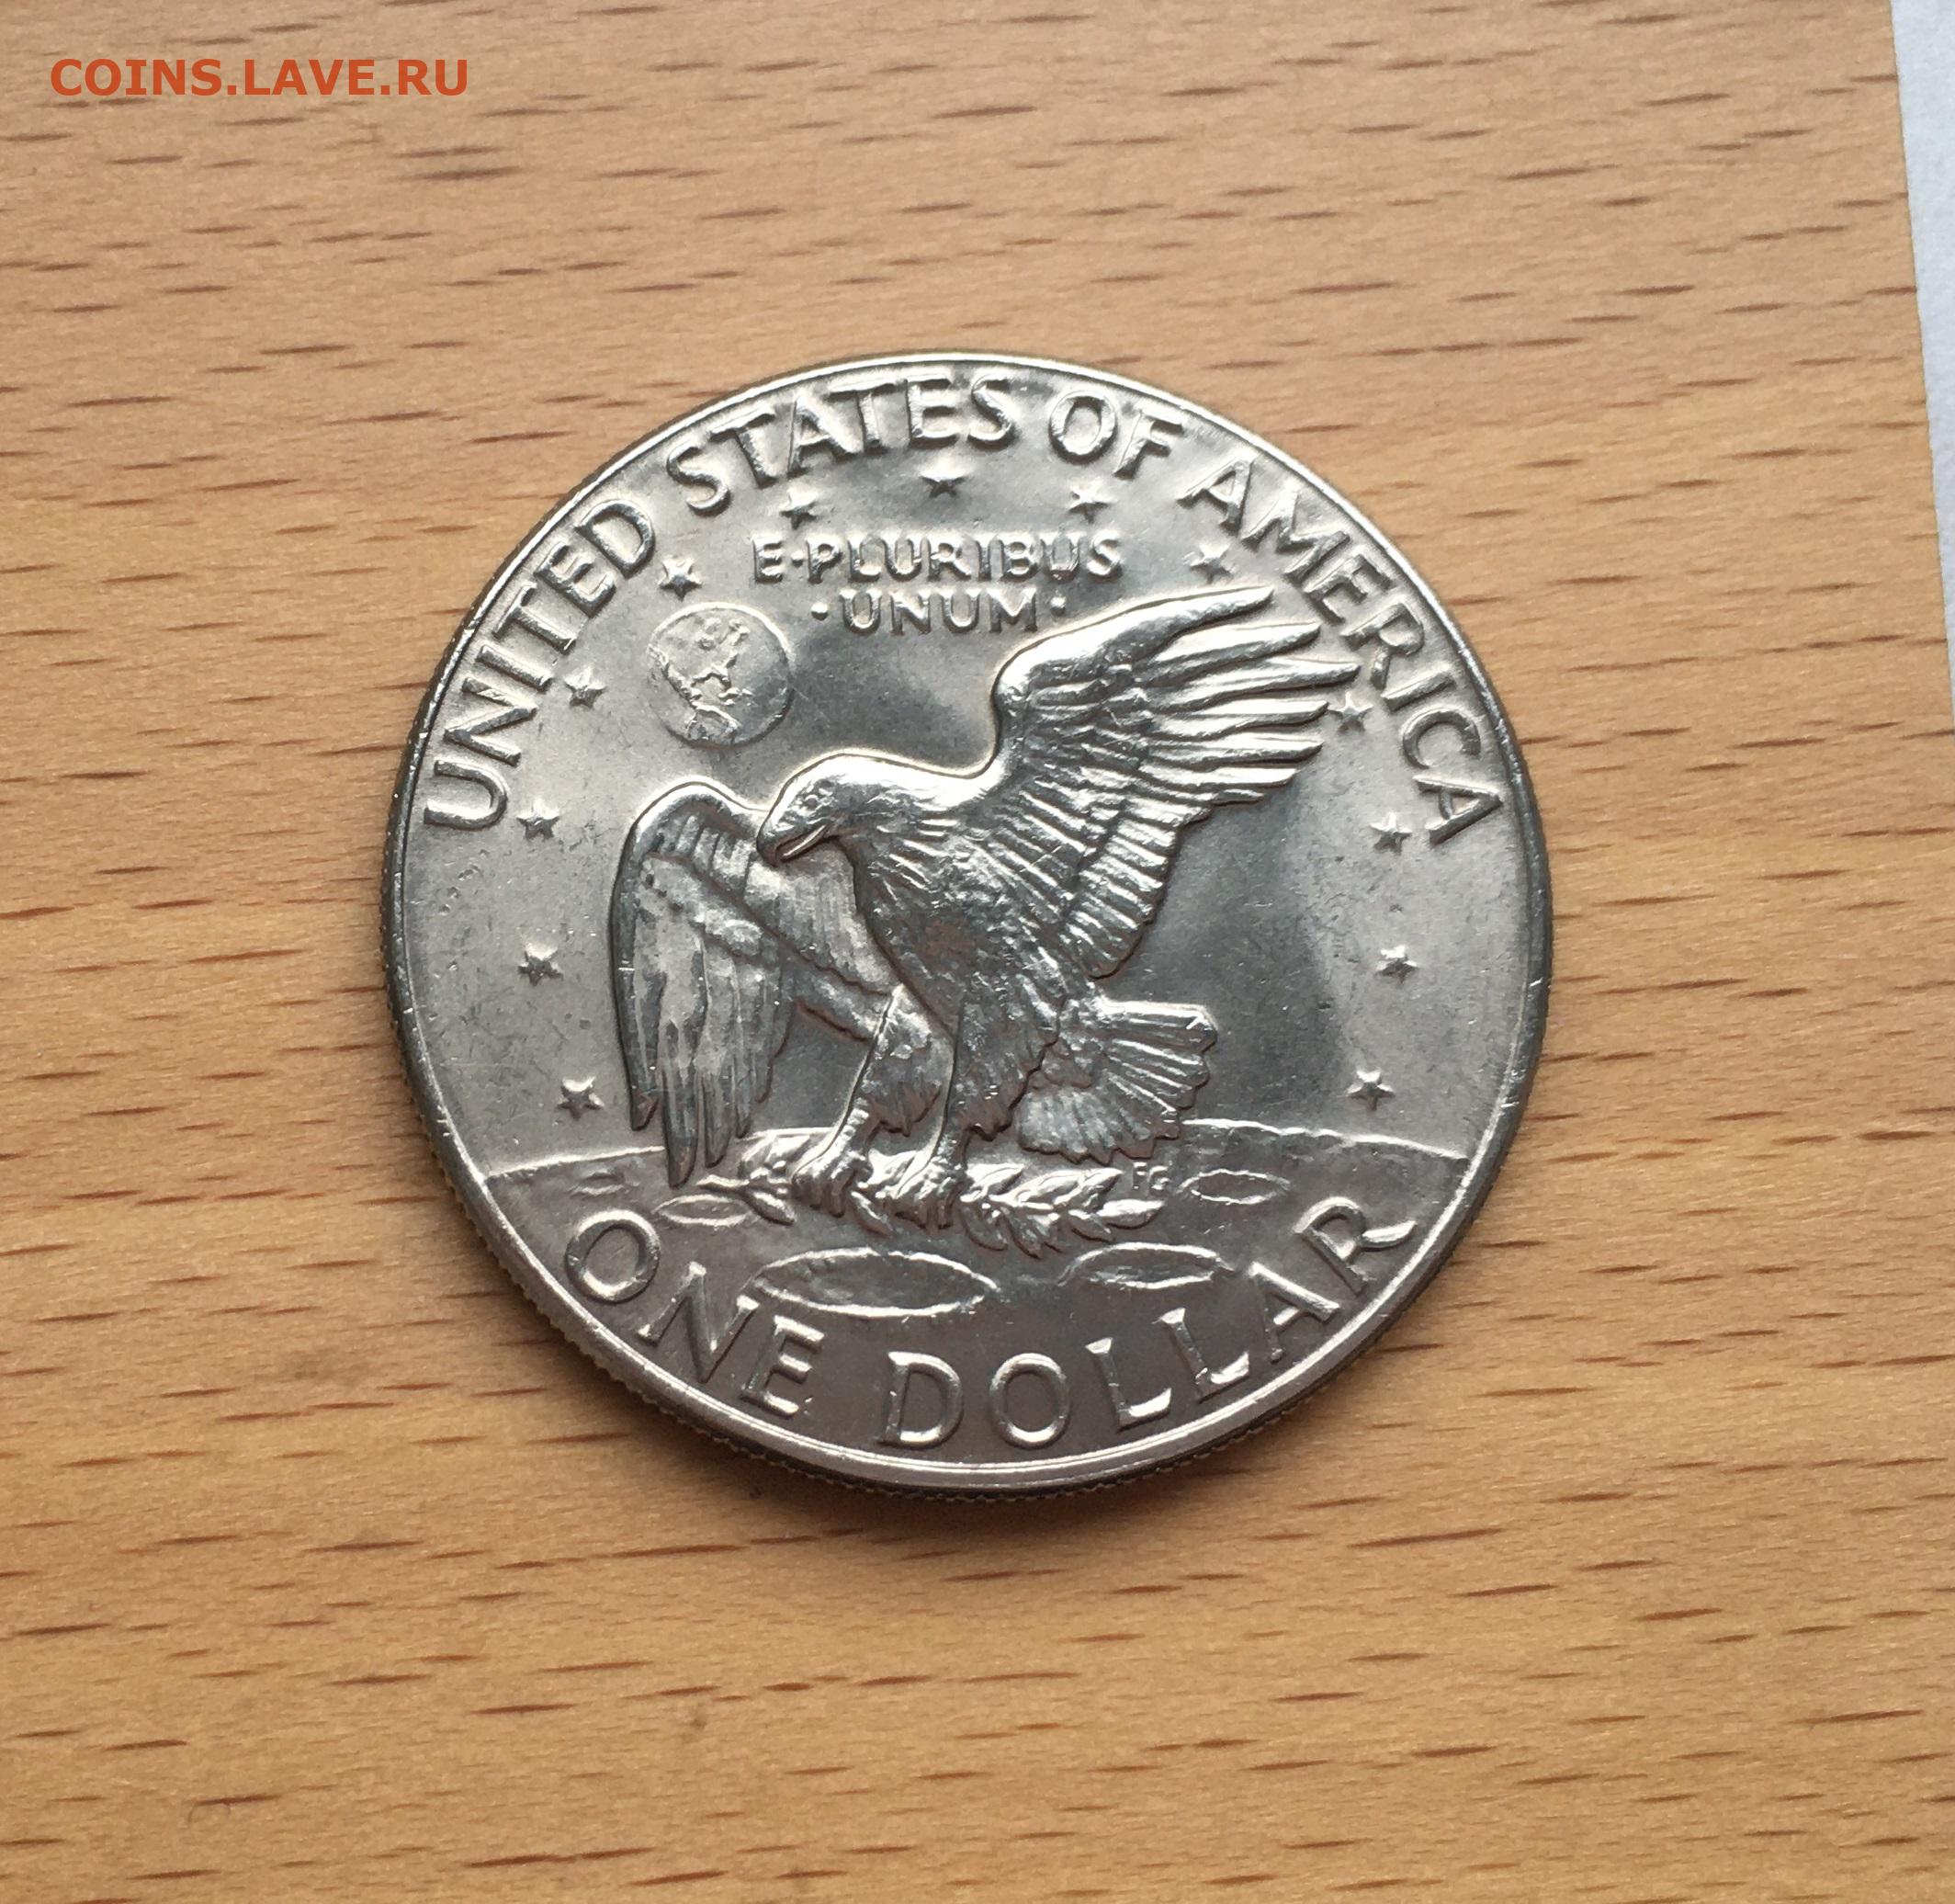 COINS.LAVE.RU
UNITED STATES OF AMERICA
E·PLURIBUS
·UNUM·
FG
ONE DOLLAR